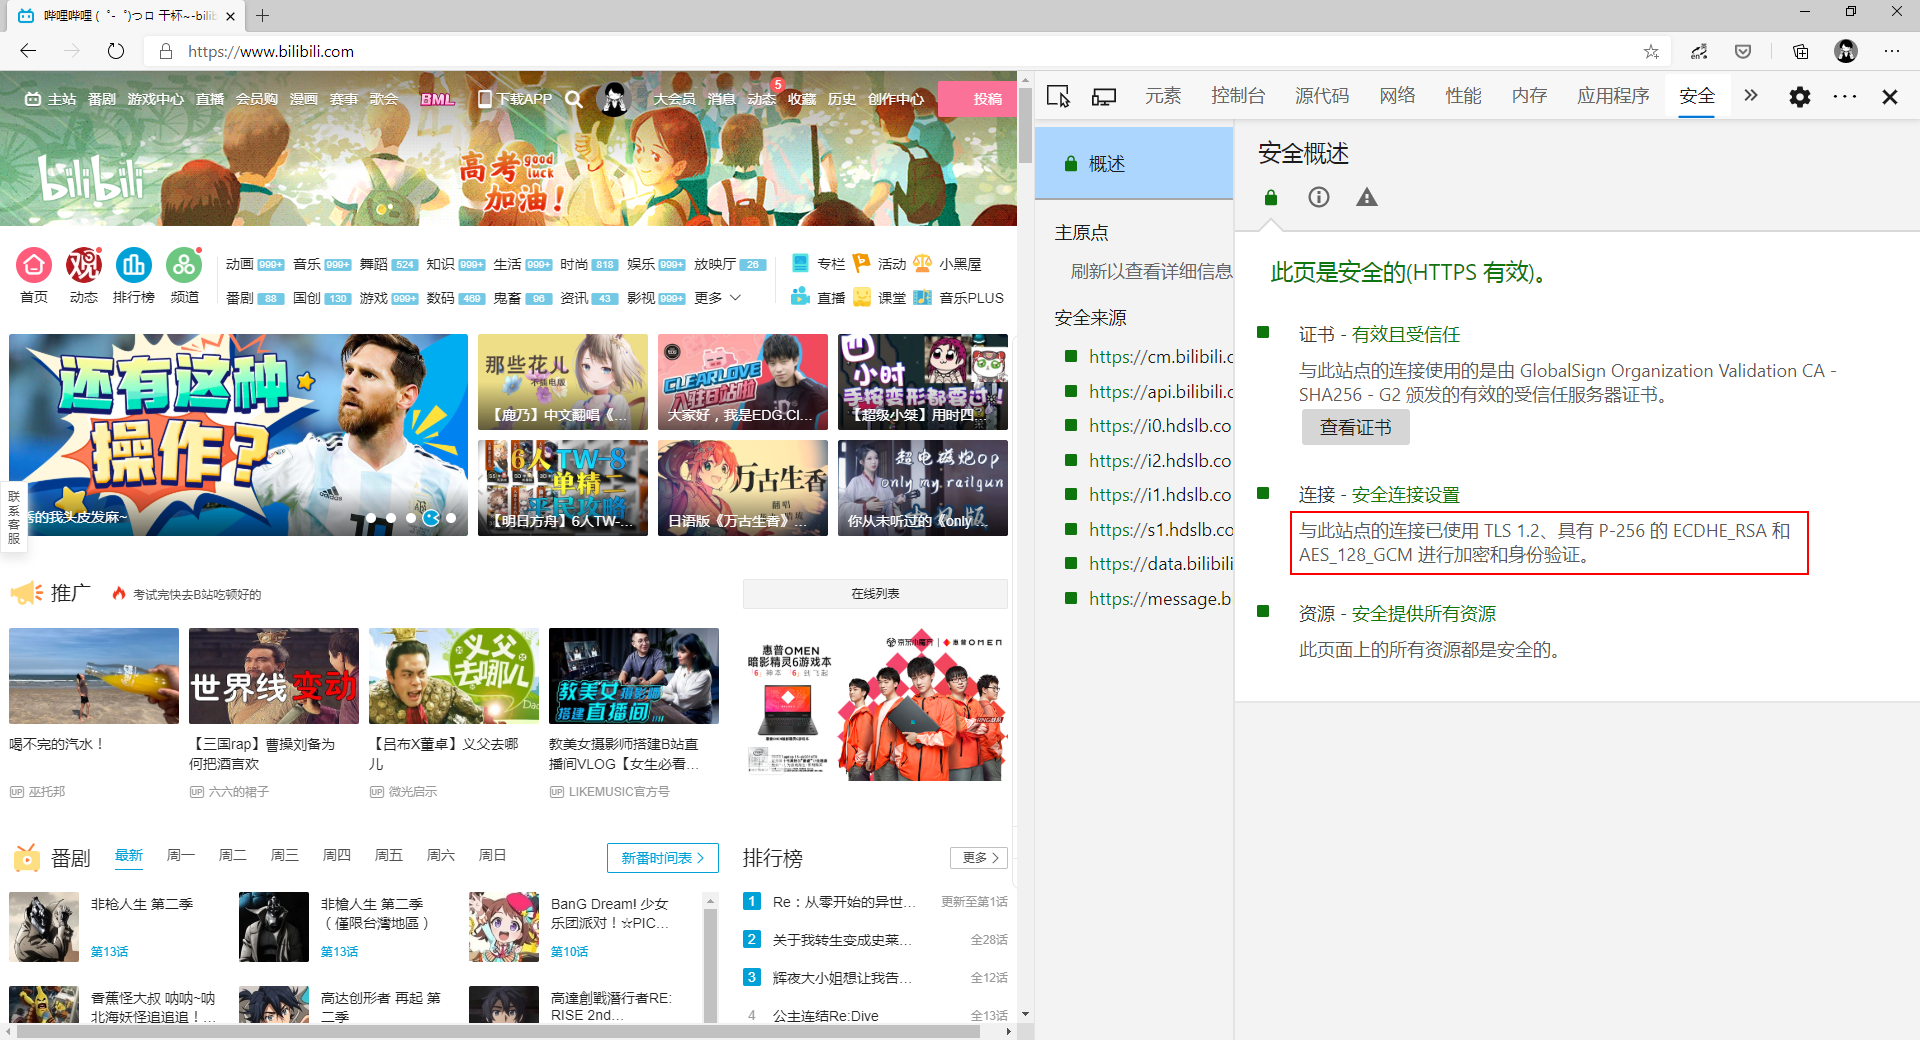 哔哩哔哩 (゜-゜)つロ 干杯~-bilib
https://www.bilibili.com
主站 番剧 游戏中心 直播 会员购 漫画 赛事 歌会 BML 下载APP 大会员 消息 动态 5 收藏 历史 创作中心 投稿
bilibili
高考 good luck
加油!
首页 动态 排行榜 频道
动画 999+ 音乐 999+ 舞蹈 524 知识 999+ 生活 999+ 时尚 818 娱乐 999+ 放映厅 26 专栏 活动 小黑屋
番剧 88 国创 130 游戏 999+ 数码 469 鬼畜 96 资讯 43 影视 999+ 更多 直播 课堂 音乐PLUS
还有这种
操作?
秀的我头皮发麻~
联系客服
那些花儿
不插电版
【鹿乃】中文翻唱《...
CLEARLOVE
入驻B站啦
大家好，我是EDG Cl...
四小时
手接变形都要过!
【超级小桀】用时四...
6人TW-8
单精二
平民攻略
【明日方舟】6人TW-...
万古生香
翻唱
日语版《万古生香》...
超电磁炮op
only my railgun
你从未听过的《only ...
推广 考试完快去B站吃顿好的 在线列表
世界线变动
义父去哪儿
教美女摄影师
搭建直播间
惠普OMEN
暗影精灵6游戏本
喝不完的汽水！
巫托邦
【三国rap】曹操刘备为
何把酒言欢
六六的裙子
【吕布X董卓】义父去哪
儿
微光启示
教美女摄影师搭建B站直
播间VLOG【女生必看...
LIKEMUSIC官方号
番剧 最新 周一 周二 周三 周四 周五 周六 周日 新番时间表
非枪人生 第二季
第13话
非槍人生 第二季
（僅限台灣地區）
第13话
BanG Dream! 少女
乐团派对！☆PIC...
第10话
香蕉怪大叔 呐呐~呐
北海妖怪追追追！...
高达创形者 再起 第
二季
高達創戰潛行者RE:
RISE 2nd...
排行榜 更多
1 Re：从零开始的异世... 更新至第1话
2 关于我转生变成史莱... 全28话
3 辉夜大小姐想让我告... 全12话
4 公主连结Re:Dive 全13话
元素 控制台 源代码 网络 性能 内存 应用程序 安全
概述
主原点
刷新以查看详细信息
安全来源
https://cm.bilibili.c
https://api.bilibili.c
https://i0.hdslb.co
https://i2.hdslb.co
https://i1.hdslb.co
https://s1.hdslb.co
https://data.bilibili
https://message.bi
安全概述
此页是安全的(HTTPS 有效)。
证书 - 有效且受信任
与此站点的连接使用的是由 GlobalSign Organization Validation CA -
SHA256 - G2 颁发的有效的受信任服务器证书。
查看证书
连接 - 安全连接设置
与此站点的连接已使用 TLS 1.2、具有 P-256 的 ECDHE_RSA 和
AES_128_GCM 进行加密和身份验证。
资源 - 安全提供所有资源
此页面上的所有资源都是安全的。